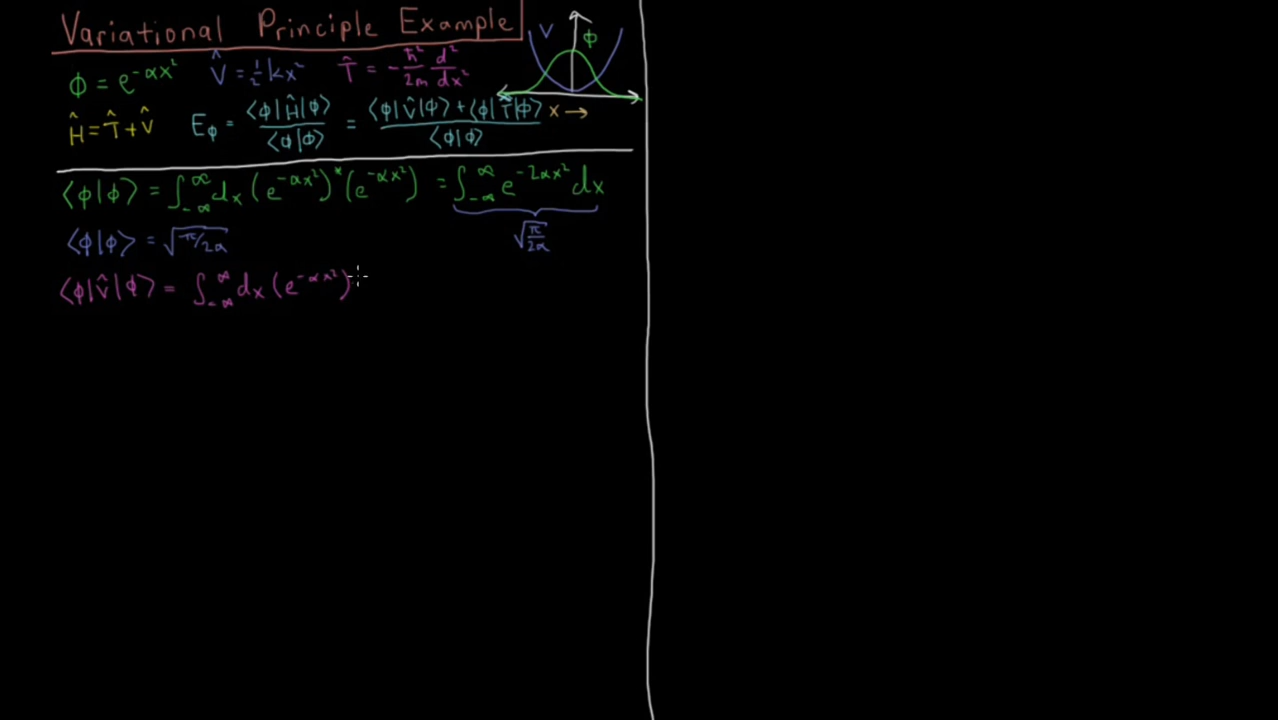 Variational Principle Example
V ϕ
ϕ = e^{-αx²} V̂ = ½kx² T̂ = -ħ²/2m d²/dx²
Ĥ = T̂ + V̂ E_ϕ = ⟨ϕ|Ĥ|ϕ⟩/⟨ϕ|ϕ⟩ = ⟨ϕ|V̂|ϕ⟩ + ⟨ϕ|T̂|ϕ⟩/⟨ϕ|ϕ⟩ x →
⟨ϕ|ϕ⟩ = ∫_{-∞}^{∞} dx (e^{-αx²})* (e^{-αx²}) = ∫_{-∞}^{∞} e^{-2αx²} dx
⟨ϕ|ϕ⟩ = √(π/2α) √(π/2α)
⟨ϕ|V̂|ϕ⟩ = ∫_{-∞}^{∞} dx (e^{-αx²})